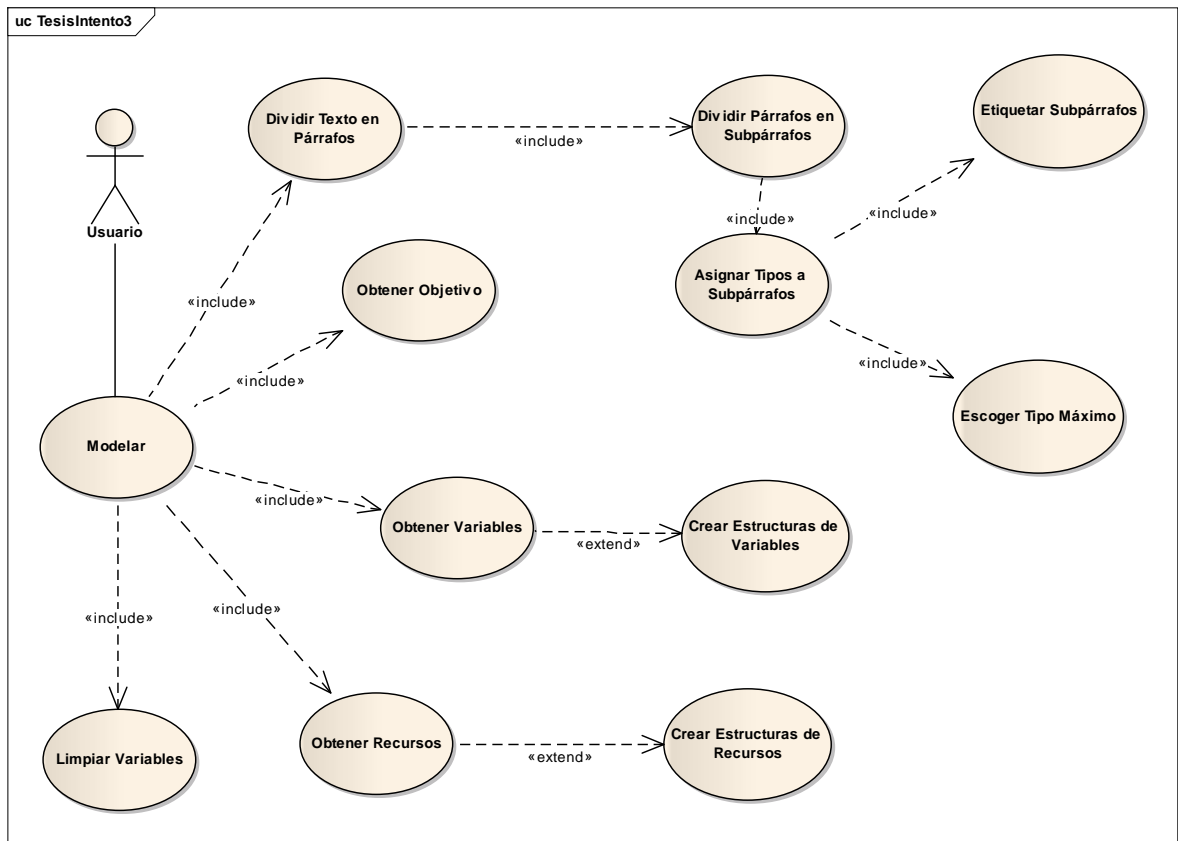 uc TesisIntento3
Usuario
Dividir Texto en
Párrafos
«include»
Dividir Párrafos en
Subpárrafos
Etiquetar Subpárrafos
«include»
«include»
Asignar Tipos a
Subpárrafos
«include»
Obtener Objetivo
«include»
«include»
Escoger Tipo Máximo
Modelar
«include»
Obtener Variables
«extend»
Crear Estructuras de
Variables
«include»
«include»
Limpiar Variables
Obtener Recursos
«extend»
Crear Estructuras de
Recursos